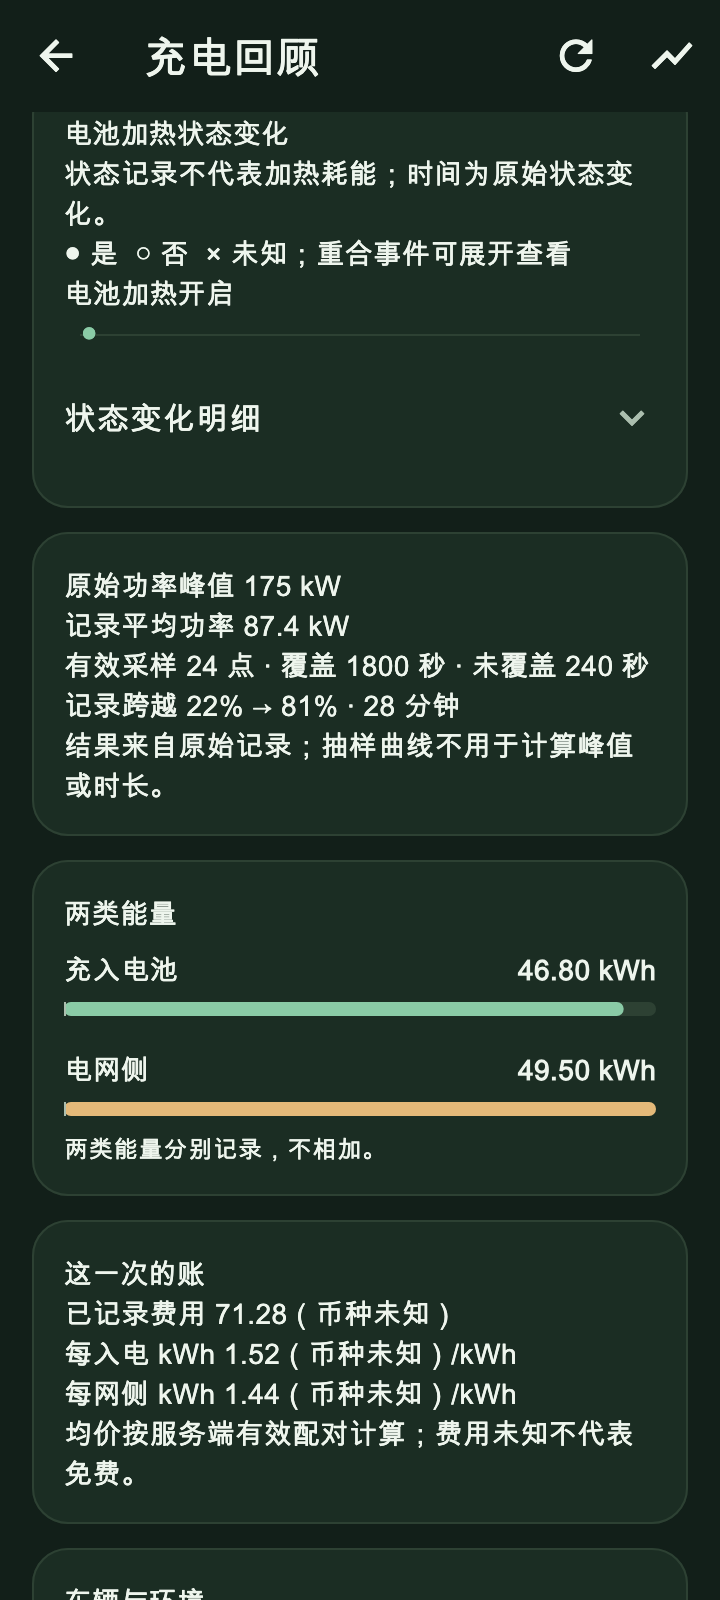 充电回顾
电池加热状态变化
状态记录不代表加热耗能；时间为原始状态变
化。
● 是 ○ 否 × 未知；重合事件可展开查看
电池加热开启
状态变化明细
原始功率峰值 175 kW
记录平均功率 87.4 kW
有效采样 24 点 · 覆盖 1800 秒 · 未覆盖 240 秒
记录跨越 22% → 81% · 28 分钟
结果来自原始记录；抽样曲线不用于计算峰值
或时长。
两类能量
充入电池 46.80 kWh
电网侧 49.50 kWh
两类能量分别记录，不相加。
这一次的账
已记录费用 71.28（币种未知）
每入电 kWh 1.52（币种未知）/kWh
每网侧 kWh 1.44（币种未知）/kWh
均价按服务端有效配对计算；费用未知不代表
免费。
车辆与环境